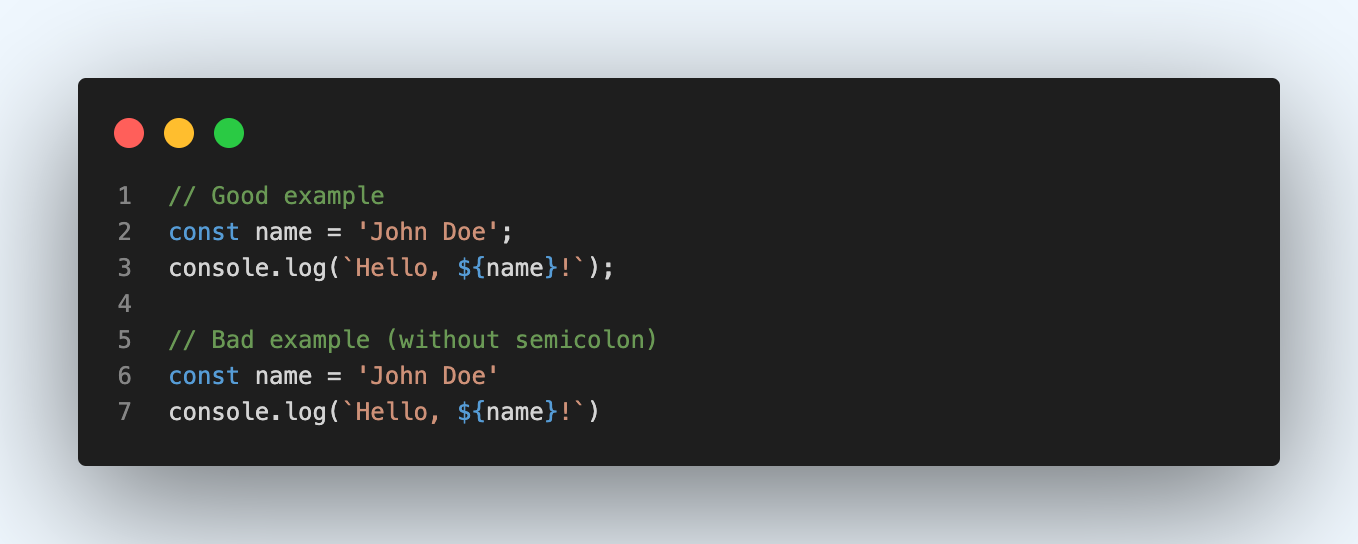 1 // Good example
2 const name = 'John Doe';
3 console.log(`Hello, ${name}!`);
4
5 // Bad example (without semicolon)
6 const name = 'John Doe'
7 console.log(`Hello, ${name}!`)